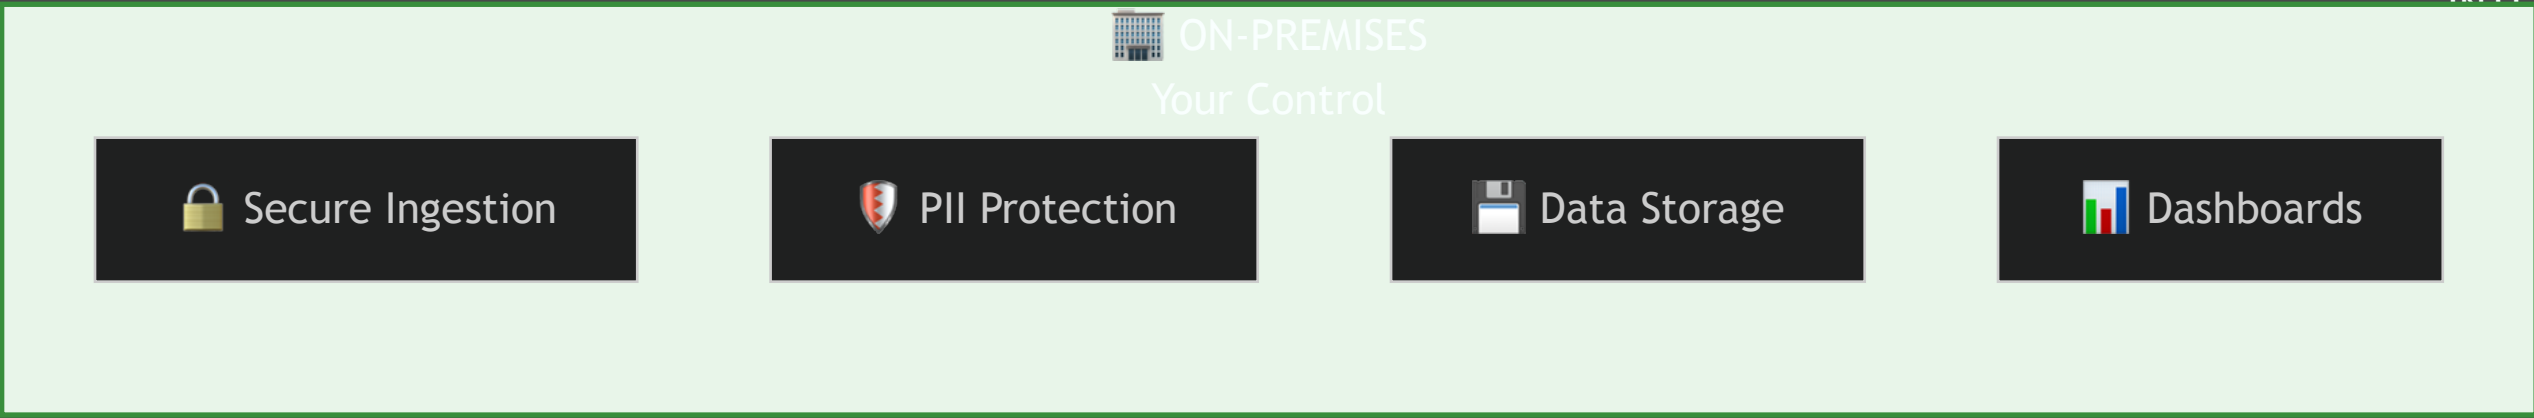 ON-PREMISES
Your Control
Secure Ingestion
PII Protection
Data Storage
Dashboards